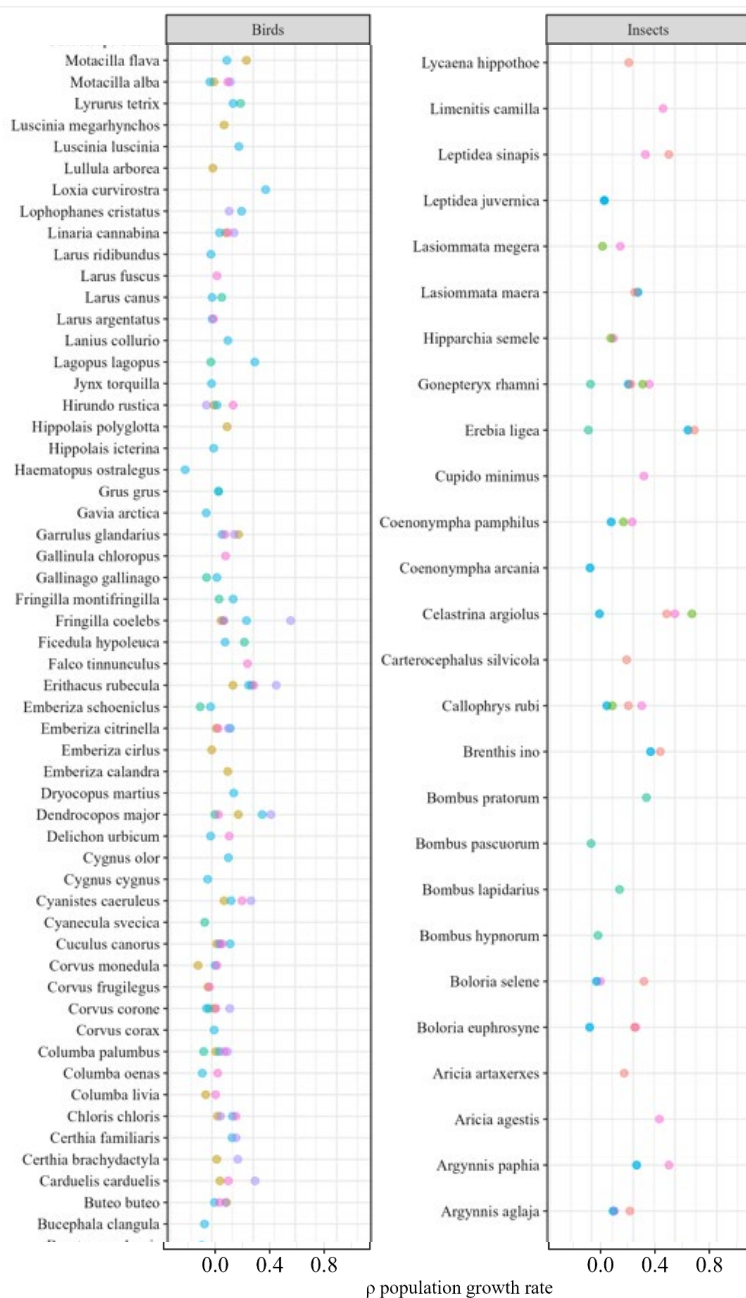 Birds
Motacilla flava
Motacilla alba
Lyrurus tetrix
Luscinia megarhynchos
Luscinia luscinia
Lullula arborea
Loxia curvirostra
Lophophanes cristatus
Linaria cannabina
Larus ridibundus
Larus fuscus
Larus canus
Larus argentatus
Lanius collurio
Lagopus lagopus
Jynx torquilla
Hirundo rustica
Hippolais polyglotta
Hippolais icterina
Haematopus ostralegus
Grus grus
Gavia arctica
Garrulus glandarius
Gallinula chloropus
Gallinago gallinago
Fringilla montifringilla
Fringilla coelebs
Ficedula hypoleuca
Falco tinnunculus
Erithacus rubecula
Emberiza schoeniclus
Emberiza citrinella
Emberiza cirlus
Emberiza calandra
Dryocopus martius
Dendrocopos major
Delichon urbicum
Cygnus olor
Cygnus cygnus
Cyanistes caeruleus
Cyanecula svecica
Cuculus canorus
Corvus monedula
Corvus frugilegus
Corvus corone
Corvus corax
Columba palumbus
Columba oenas
Columba livia
Chloris chloris
Certhia familiaris
Certhia brachydactyla
Carduelis carduelis
Buteo buteo
Bucephala clangula
0.0 0.4 0.8
Insects
Lycaena hippothoe
Limenitis camilla
Leptidea sinapis
Leptidea juvernica
Lasiommata megera
Lasiommata maera
Hipparchia semele
Gonepteryx rhamni
Erebia ligea
Cupido minimus
Coenonympha pamphilus
Coenonympha arcania
Celastrina argiolus
Carterocephalus silvicola
Callophrys rubi
Brenthis ino
Bombus pratorum
Bombus pascuorum
Bombus lapidarius
Bombus hypnorum
Boloria selene
Boloria euphrosyne
Aricia artaxerxes
Aricia agestis
Argynnis paphia
Argynnis aglaja
0.0 0.4 0.8
ρ population growth rate